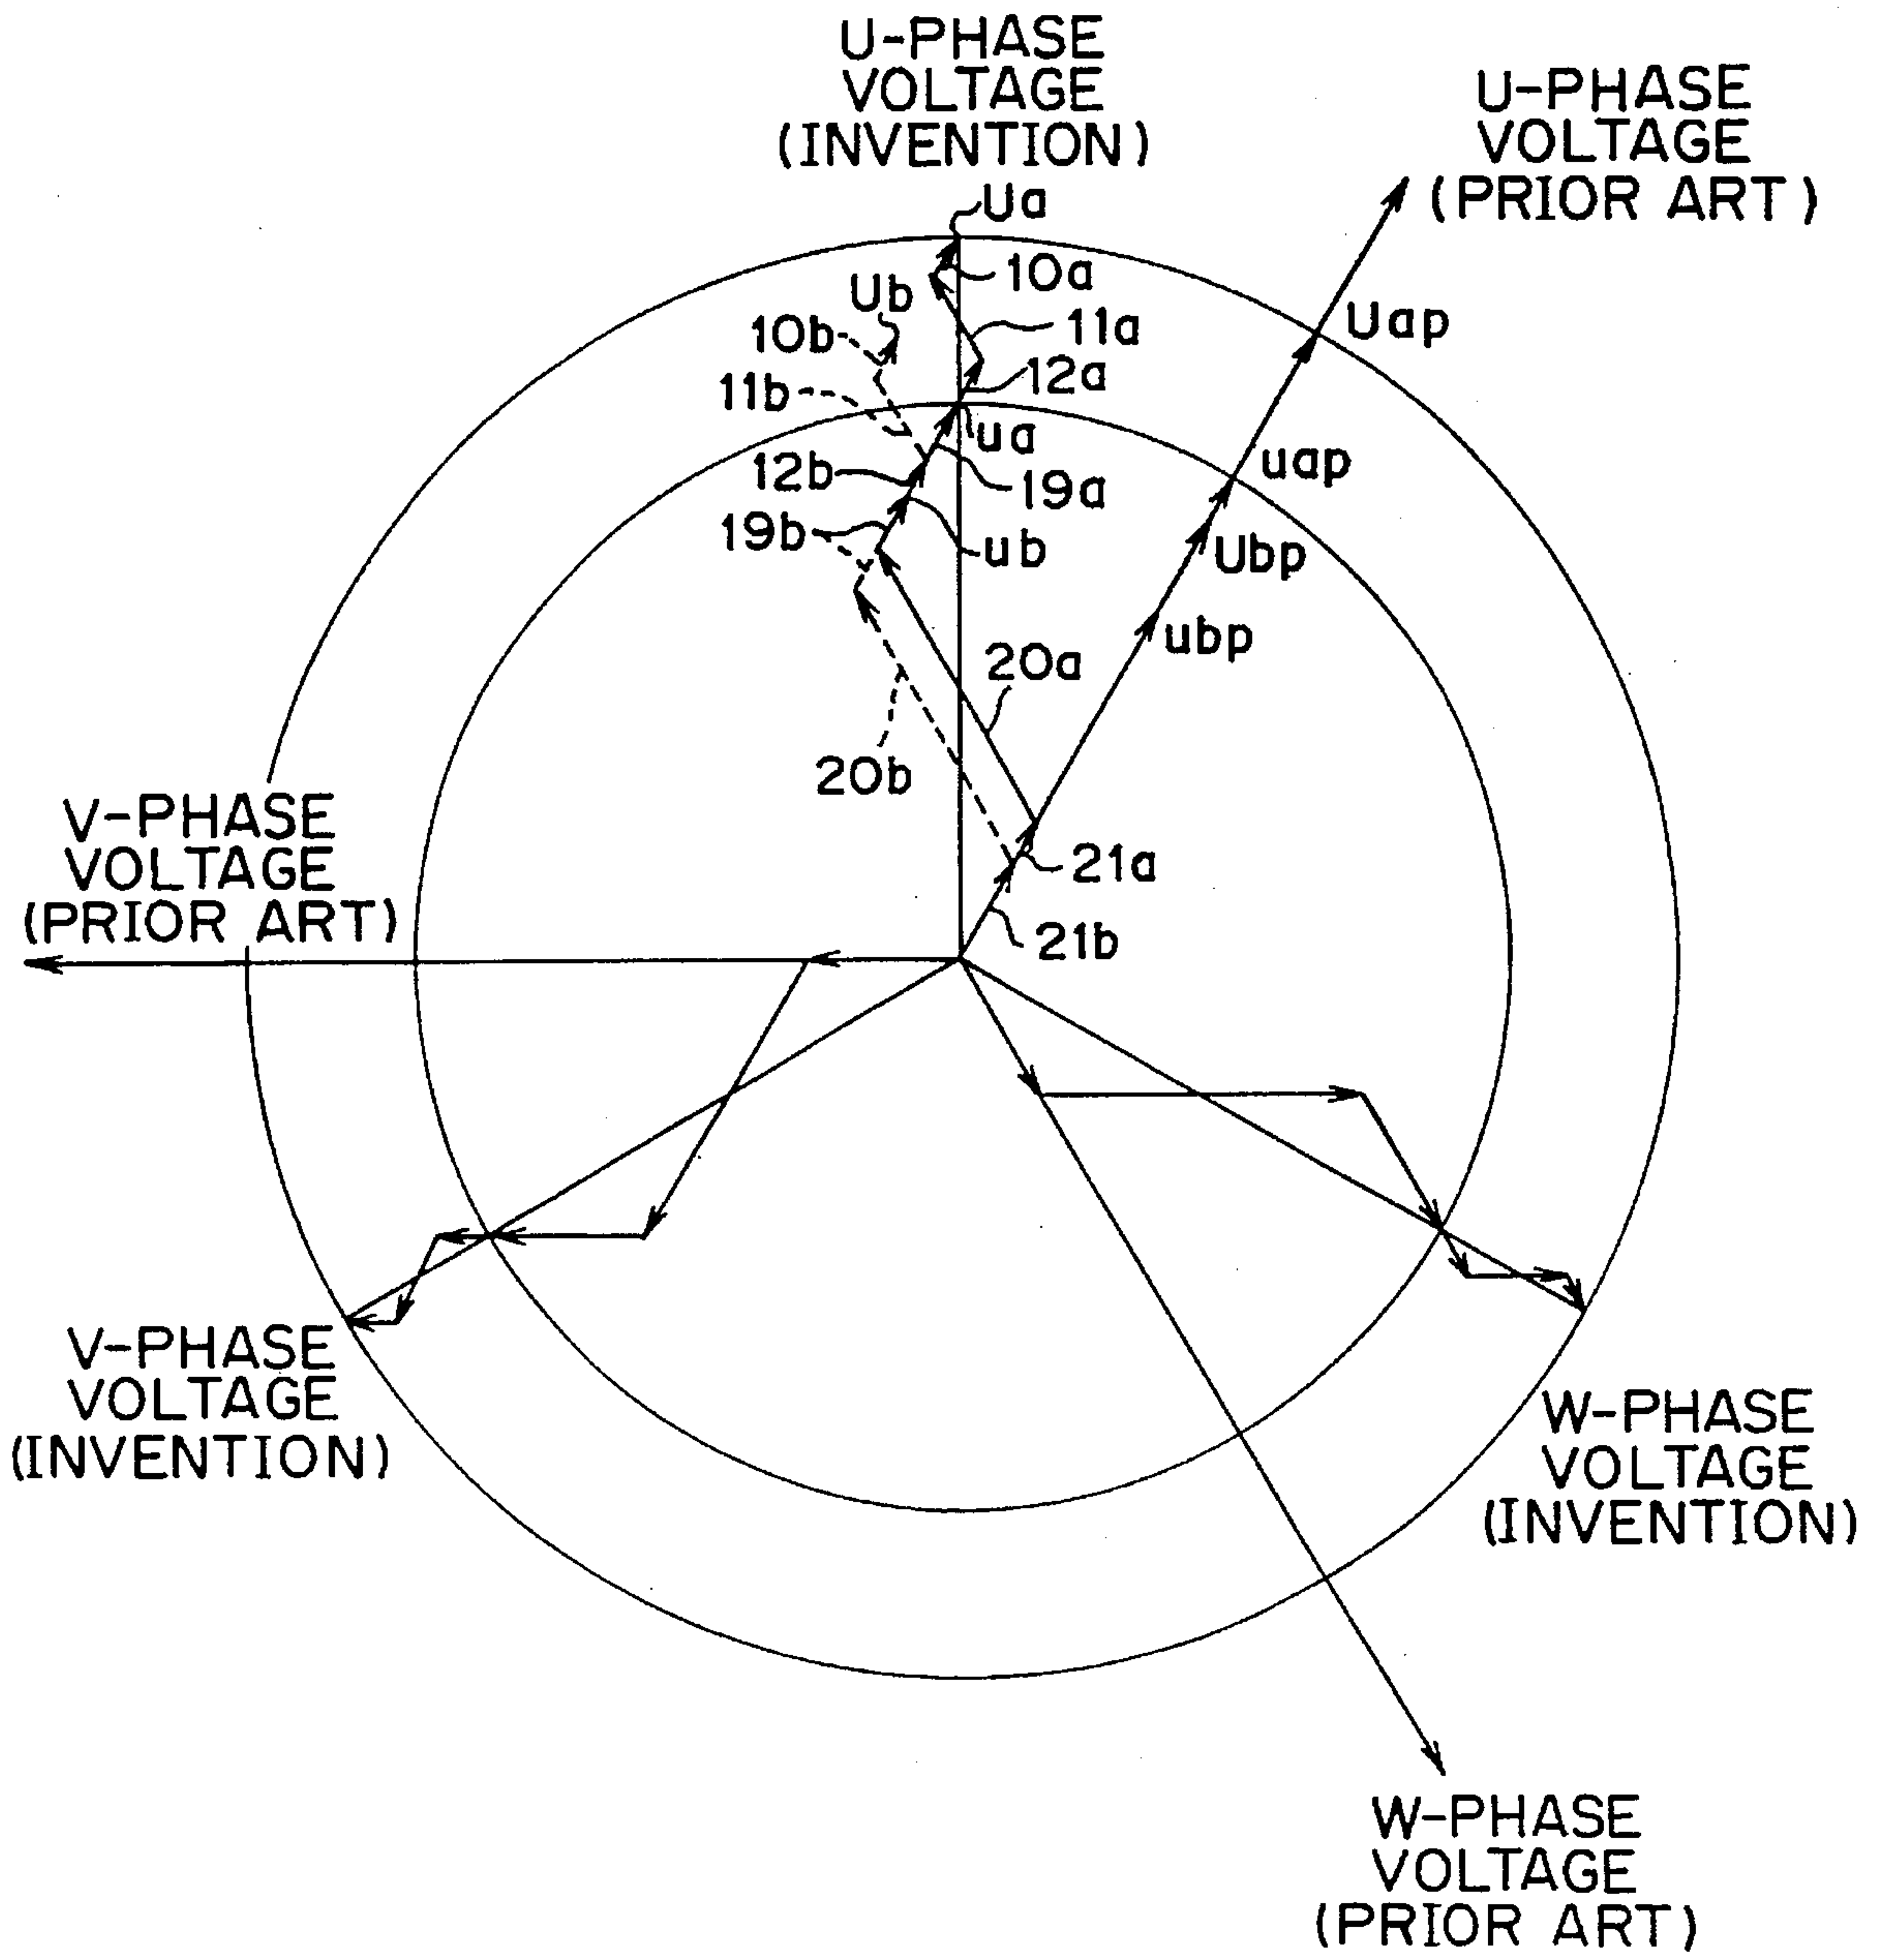 U-PHASE
VOLTAGE
(INVENTION)
U-PHASE
VOLTAGE
(PRIOR ART)
Ua
10a
Ub
10b
11a
Uap
11b
12a
ua
uap
12b
19a
19b
ub
Ubp
ubp
20a
20b
21a
21b
V-PHASE
VOLTAGE
(PRIOR ART)
V-PHASE
VOLTAGE
(INVENTION)
W-PHASE
VOLTAGE
(INVENTION)
W-PHASE
VOLTAGE
(PRIOR ART)